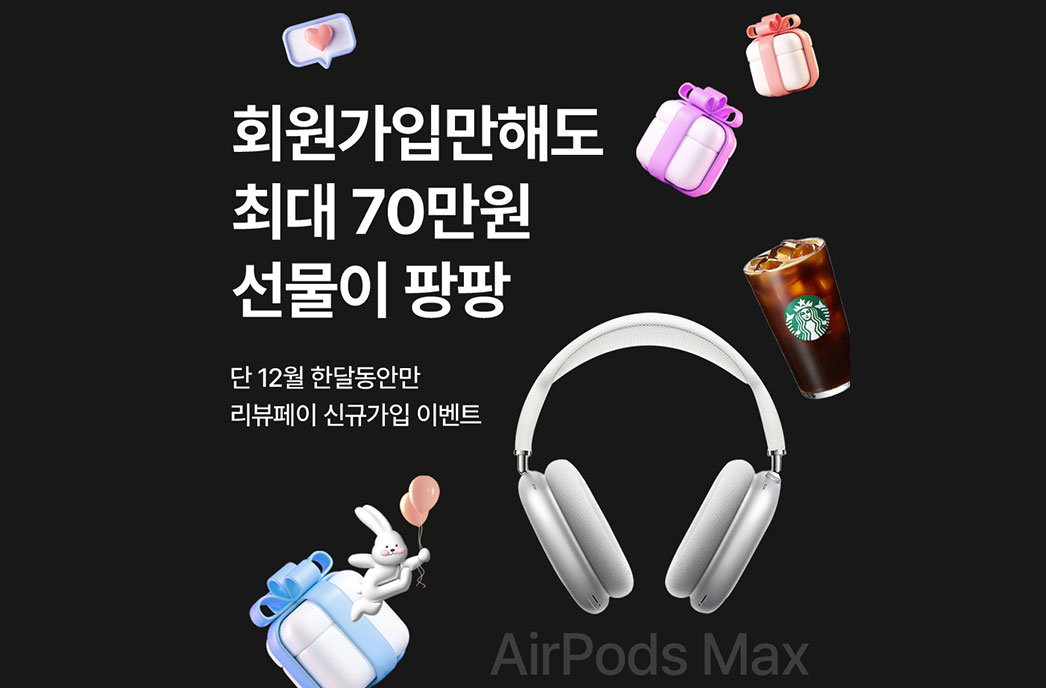 회원가입만해도
최대 70만원
선물이 팡팡
단 12월 한달동안만
리뷰페이 신규가입 이벤트
AirPods Max